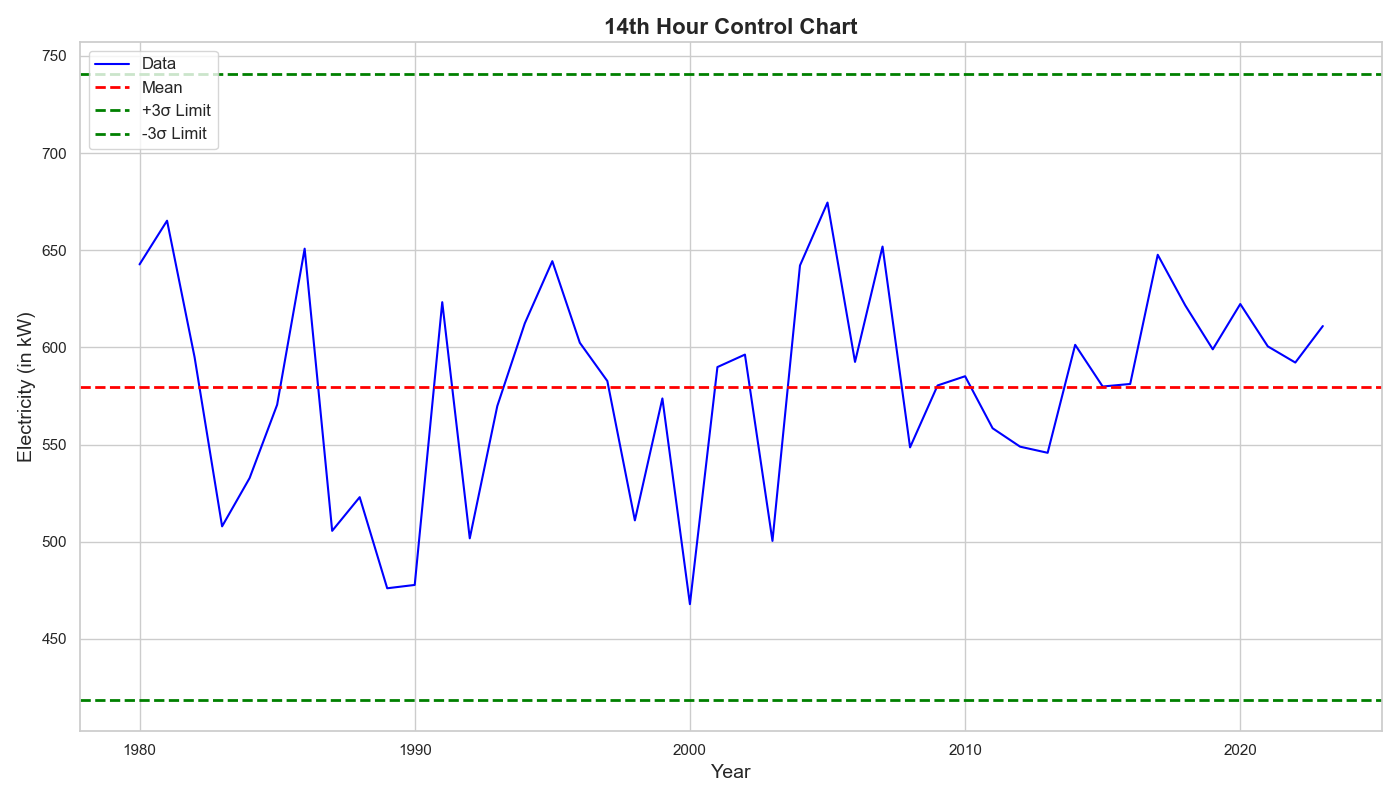 14th Hour Control Chart
Data
Mean
+3σ Limit
-3σ Limit
Electricity (in kW)
750
700
650
600
550
500
450
1980
1990
2000
2010
2020
Year